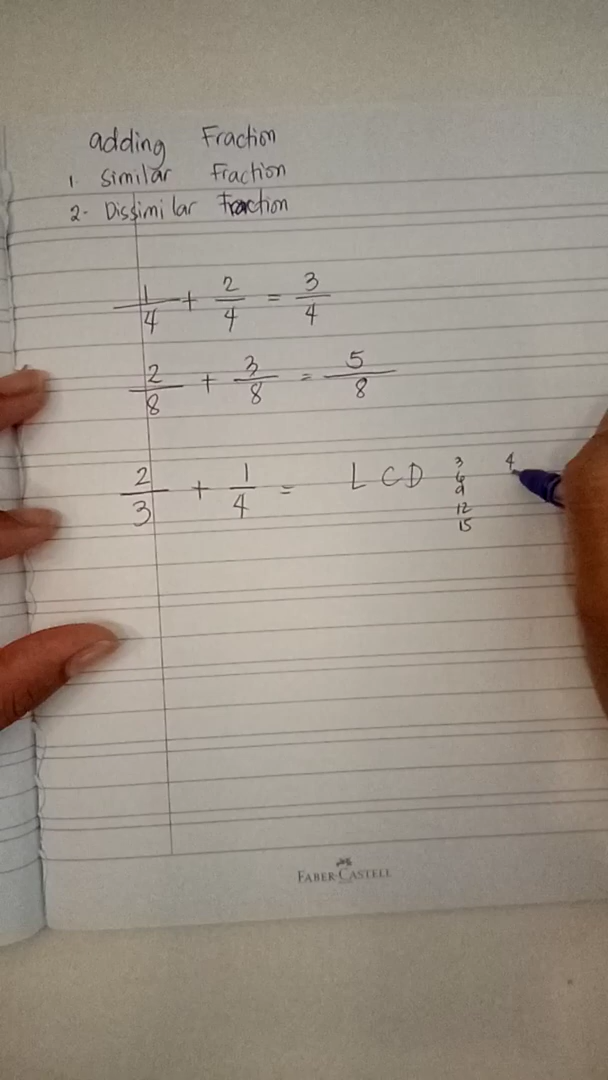 adding Fraction
1. Similar Fraction
2- Dissimilar Fraction
1/4 + 2/4 = 3/4
2/8 + 3/8 = 5/8
2/3 + 1/4 = LCD
3 4
6
9
12
15
FABER-CASTELL